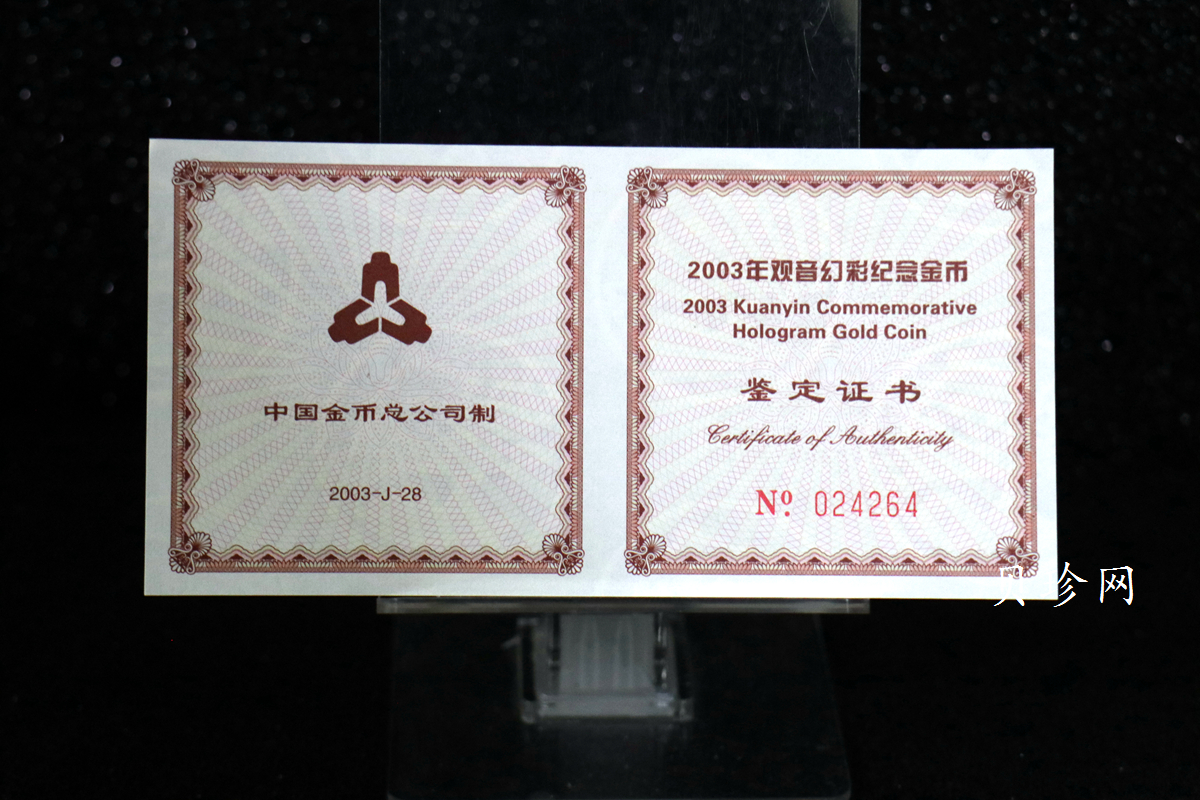 中国金币总公司制
2003-J-28
2003年观音幻彩纪念金币
2003 Kuanyin Commemorative
Hologram Gold Coin
鉴定证书
Certificate of Authenticity
Nº 024264
贝珍网